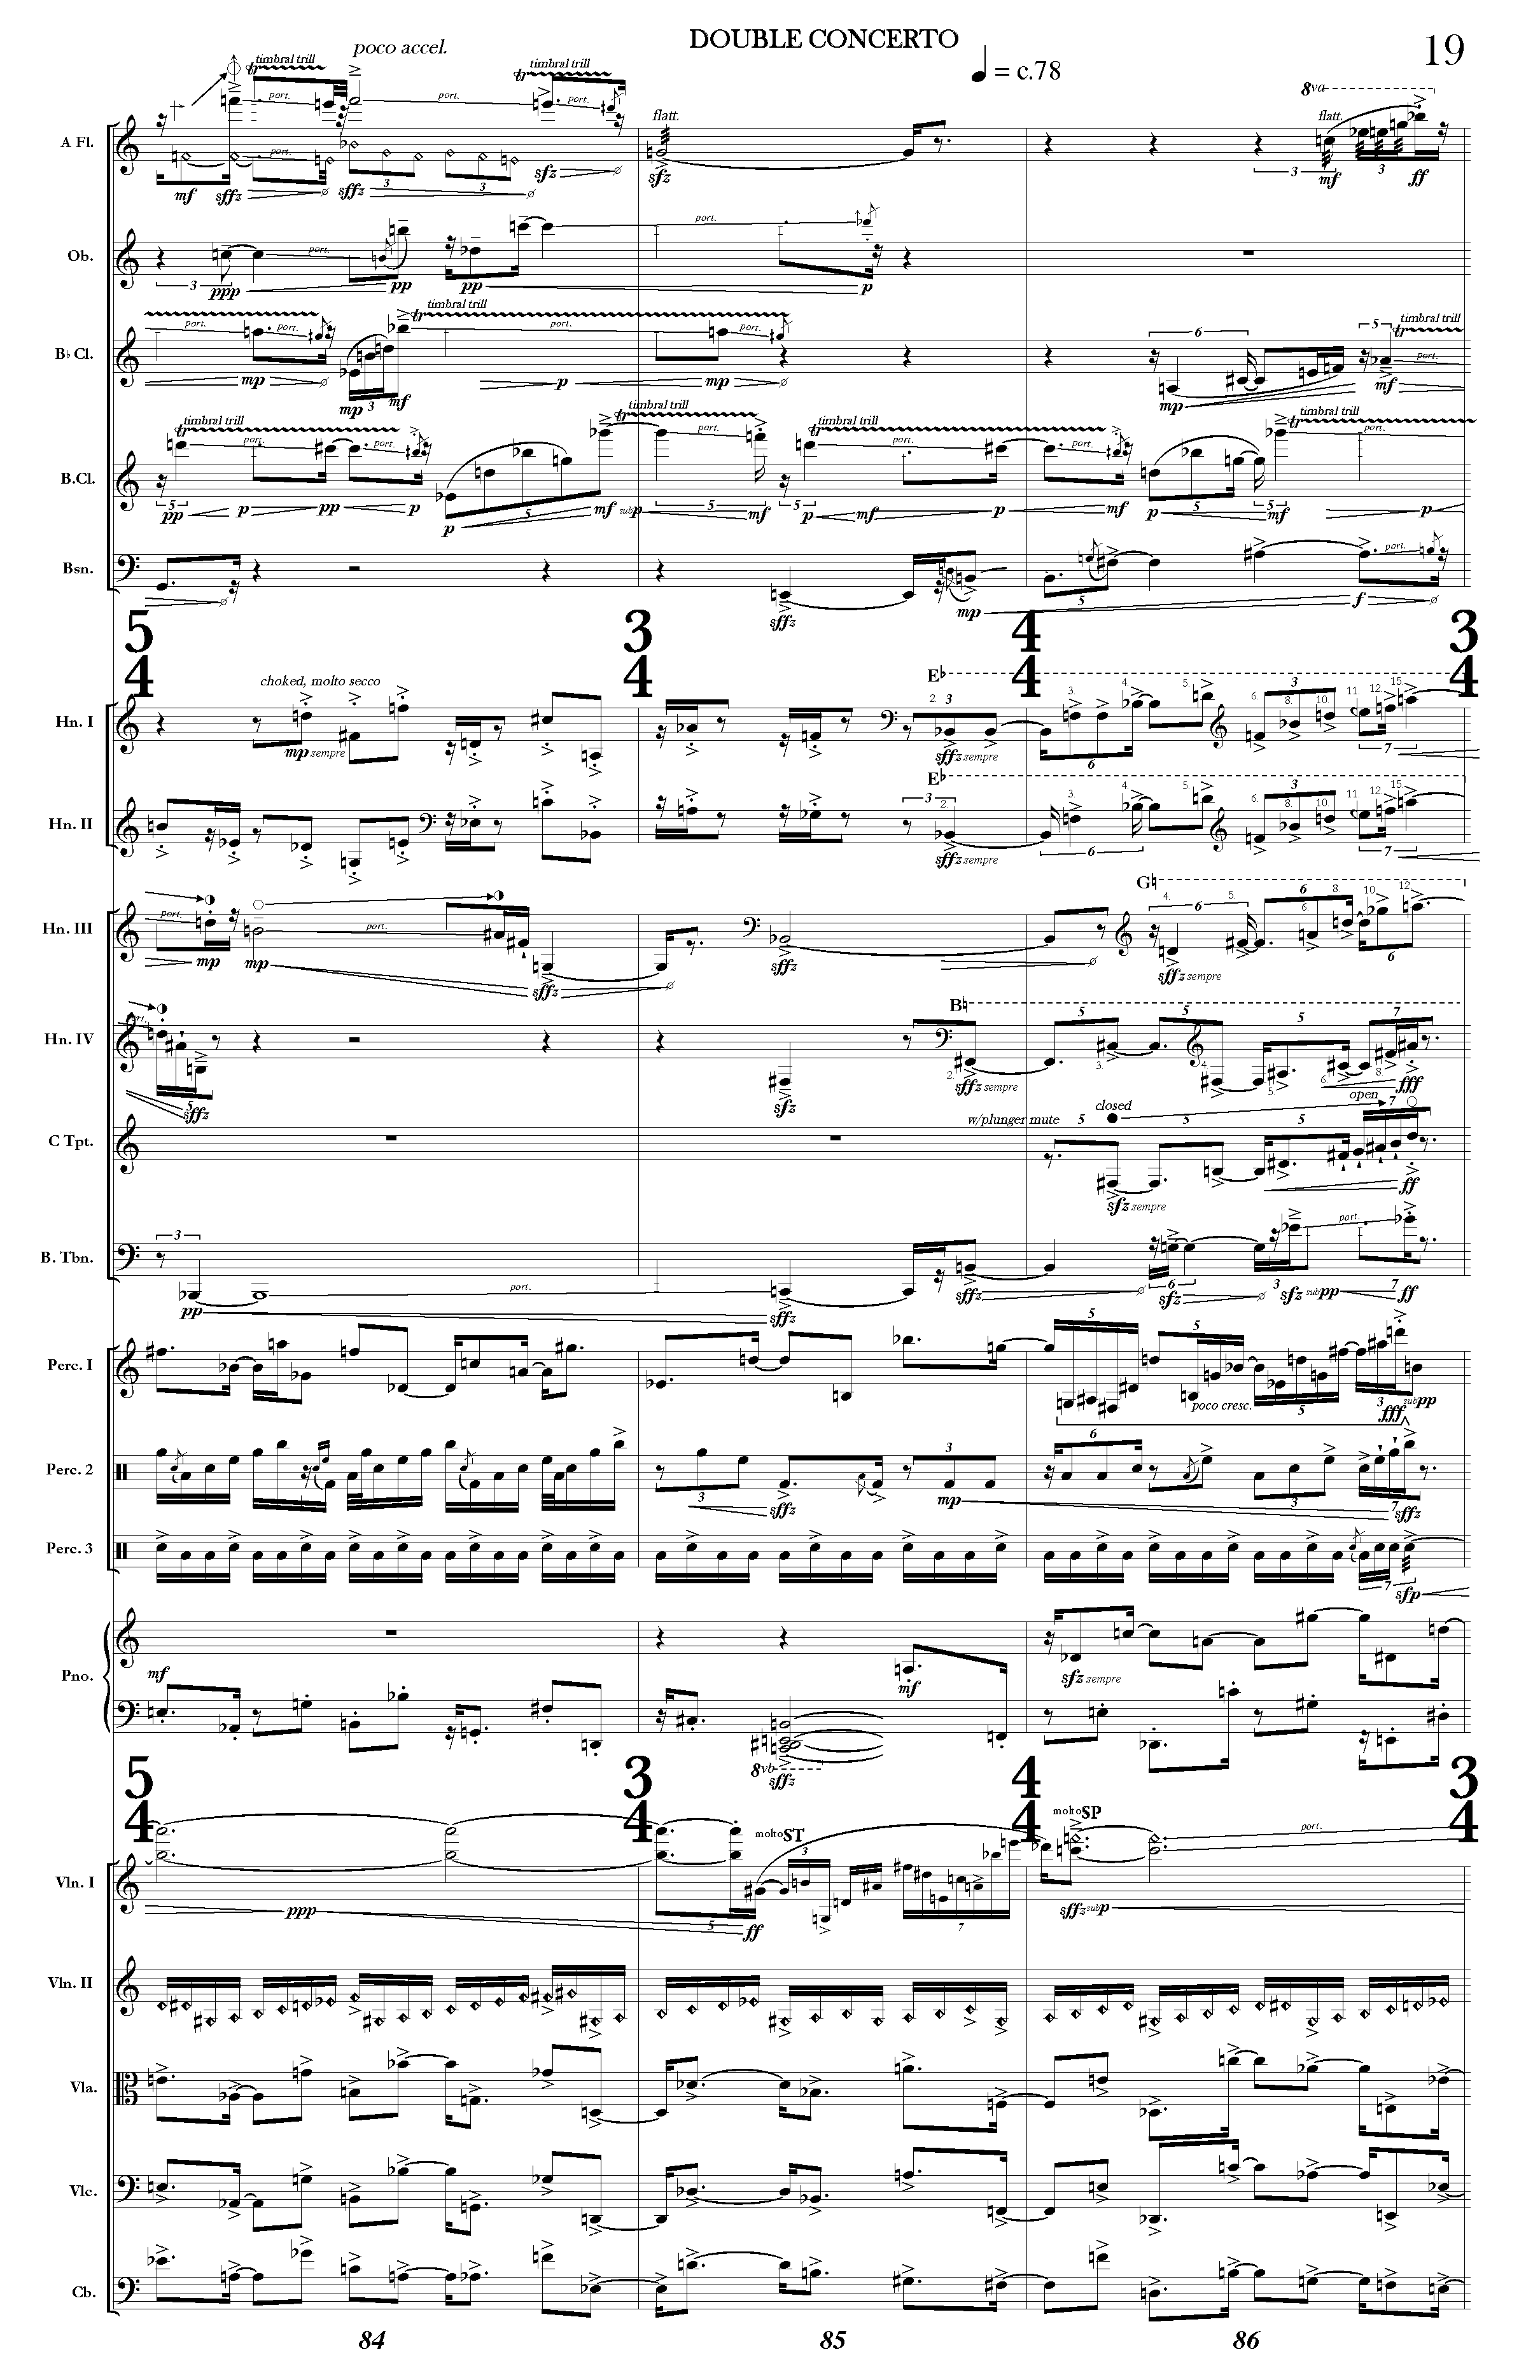 DOUBLE CONCERTO
19
poco accel.
= c.78
timbral trill
timbral trill
port.
port.
port.
flatt.
8va
flatt.
A Fl.
port.
3
3
3
3
mf
sffz
sffz
sfz
sfz
mf
ff
port.
port.
Ob.
3
ppp
pp
pp
p
timbral trill
timbral trill
port.
port.
port.
port.
6
5
port.
B♭ Cl.
mp
mp
3
mf
p
mp
mp
mf
timbral trill
timbral trill
timbral trill
timbral trill
port.
port.
port.
port.
port.
port.
B.Cl.
5
5
5
5
5
5
pp
p
pp
p
p
mf
subp
mf
p
mf
p
mf
p
mf
p
port.
Bsn.
5
sffz
mp
f
5
4
3
4
4
4
3
4
choked, molto secco
E♭
Hn. I
2.
3
3.
4.
5.
6.
3
8.
10.
11.
12.
15.
mp sempre
sffz sempre
6
7
E♭
Hn. II
3
2.
3.
4.
5.
6.
3
8.
10.
11.
12.
15.
sffz sempre
6
7
G♮
Hn. III
port.
port.
4.
6
5.
6
6.
8.
10.
12.
mp
mp
sffz
sffz
sffz sempre
6
B♮
port.
Hn. IV
5
5
5
7
5
2.
3.
4.
5.
6.
8.
sffz
sfz
sffz sempre
fff
w/plunger mute
closed
open
C Tpt.
5
5
5
7
sfz sempre
ff
B. Tbn.
3
port.
port.
pp
sffz
sffz
6
sfz
3
sfz
subpp
7
ff
Perc. I
5
5
5
3
poco cresc.
fff
subpp
Perc. 2
3
3
6
3
7
sffz
mp
sffz
Perc. 3
7
sfp
Pno.
mf
mf
sfz sempre
8vb
sffz
5
4
3
4
4
4
3
4
molto ST
molto SP
port.
Vln. I
3
5
7
ppp
ff
sffz subp
Vln. II
Vla.
Vlc.
Cb.
84
85
86